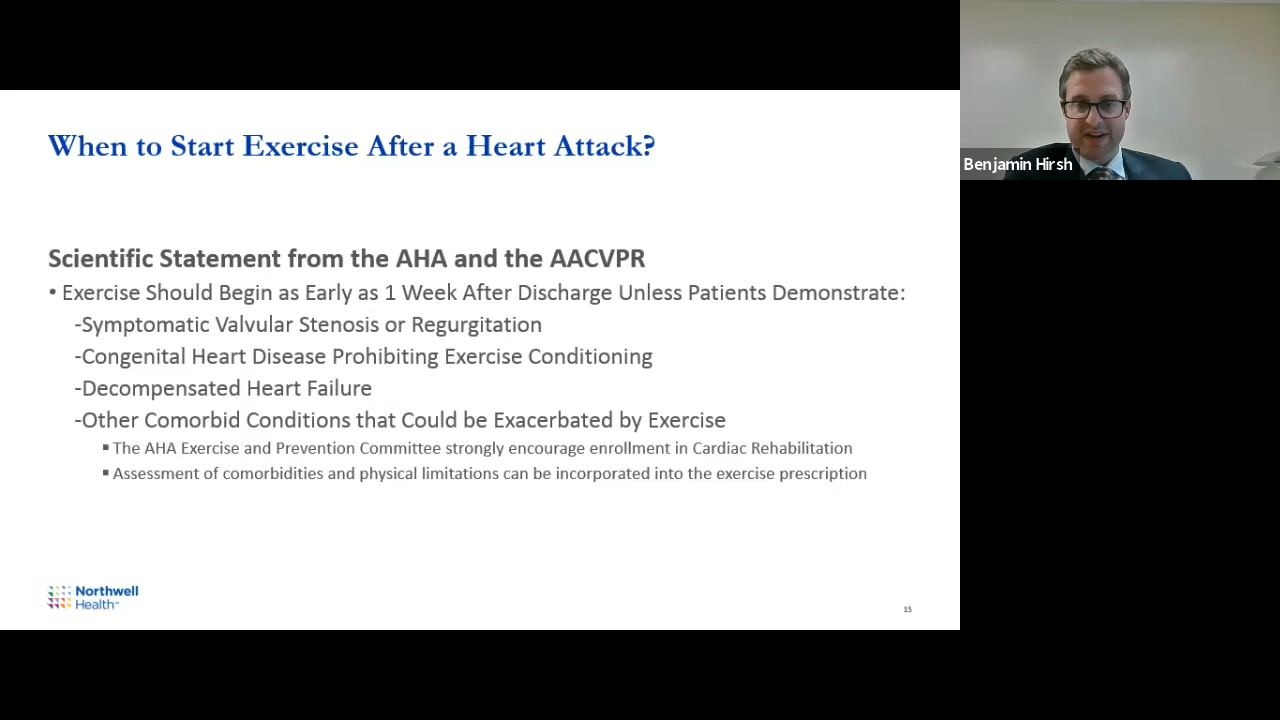 When to Start Exercise After a Heart Attack?
Benjamin Hirsh
Scientific Statement from the AHA and the AACVPR
• Exercise Should Begin as Early as 1 Week After Discharge Unless Patients Demonstrate:
-Symptomatic Valvular Stenosis or Regurgitation
-Congenital Heart Disease Prohibiting Exercise Conditioning
-Decompensated Heart Failure
-Other Comorbid Conditions that Could be Exacerbated by Exercise
▪ The AHA Exercise and Prevention Committee strongly encourage enrollment in Cardiac Rehabilitation
▪ Assessment of comorbidities and physical limitations can be incorporated into the exercise prescription
Northwell
Health℠
15